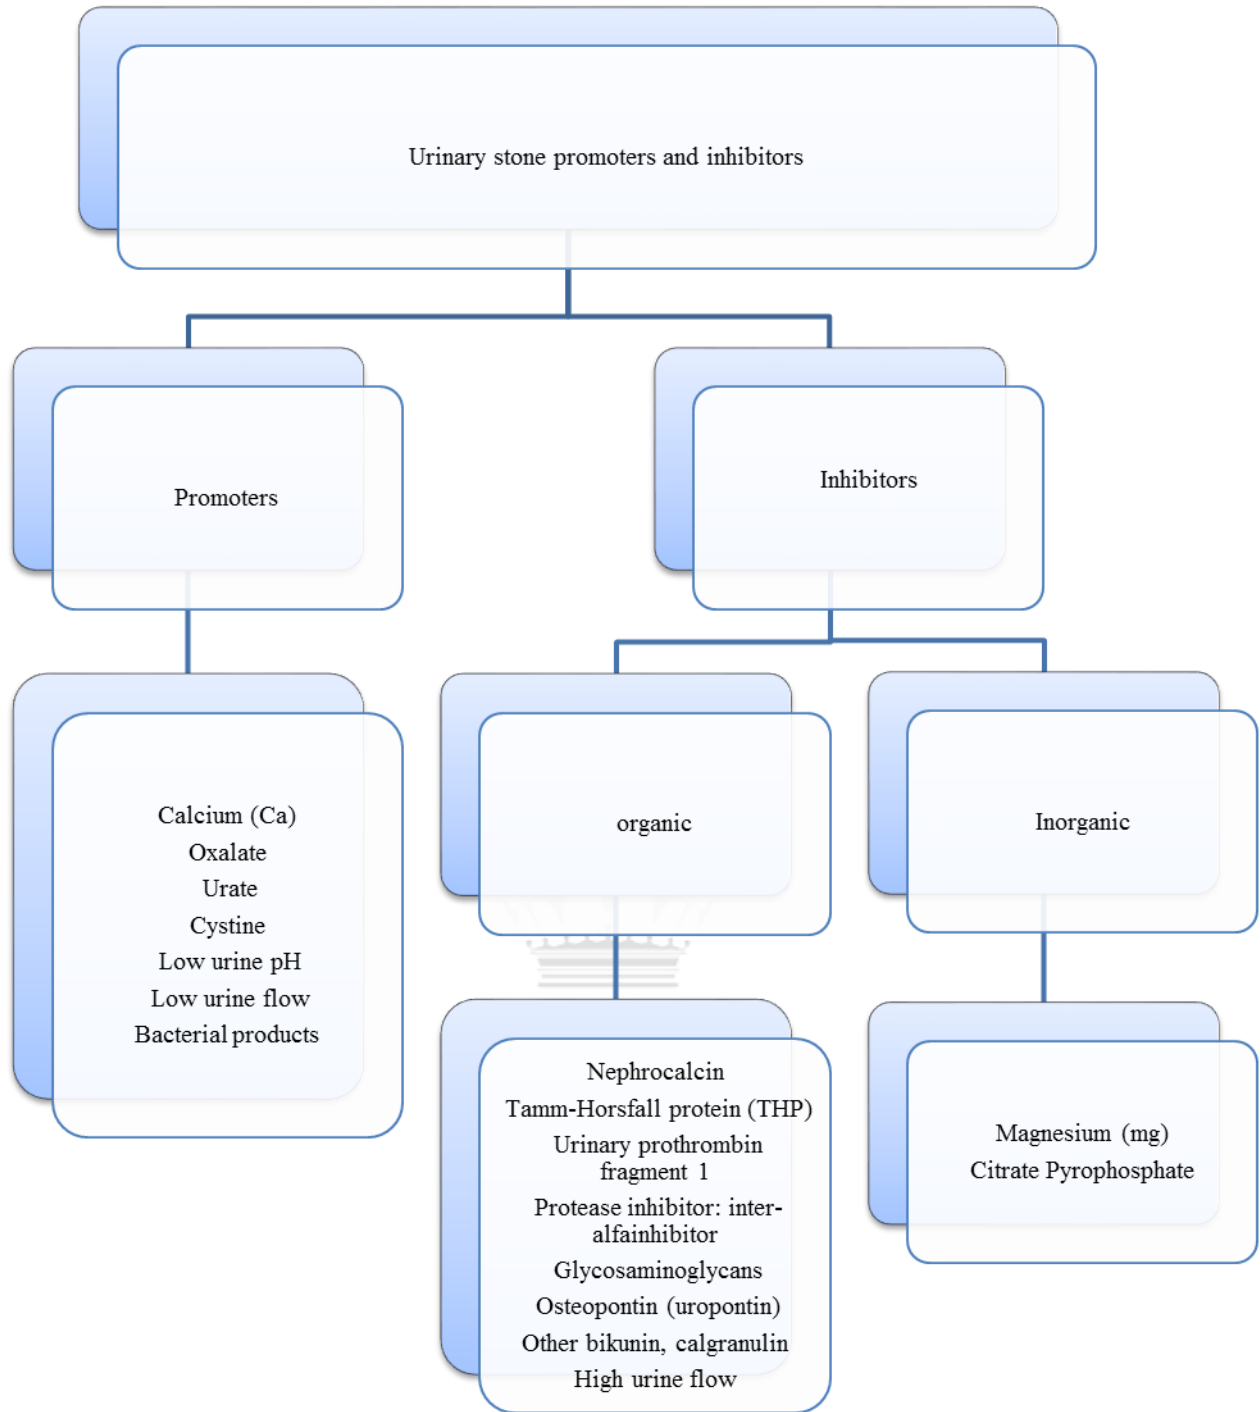 Urinary stone promoters and inhibitors
Promoters
Inhibitors
Calcium (Ca)
Oxalate
Urate
Cystine
Low urine pH
Low urine flow
Bacterial products
organic
Inorganic
Nephrocalcin
Tamm-Horsfall protein (THP)
Urinary prothrombin
fragment 1
Protease inhibitor: inter-
alfainhibitor
Glycosaminoglycans
Osteopontin (uropontin)
Other bikunin, calgranulin
High urine flow
Magnesium (mg)
Citrate Pyrophosphate